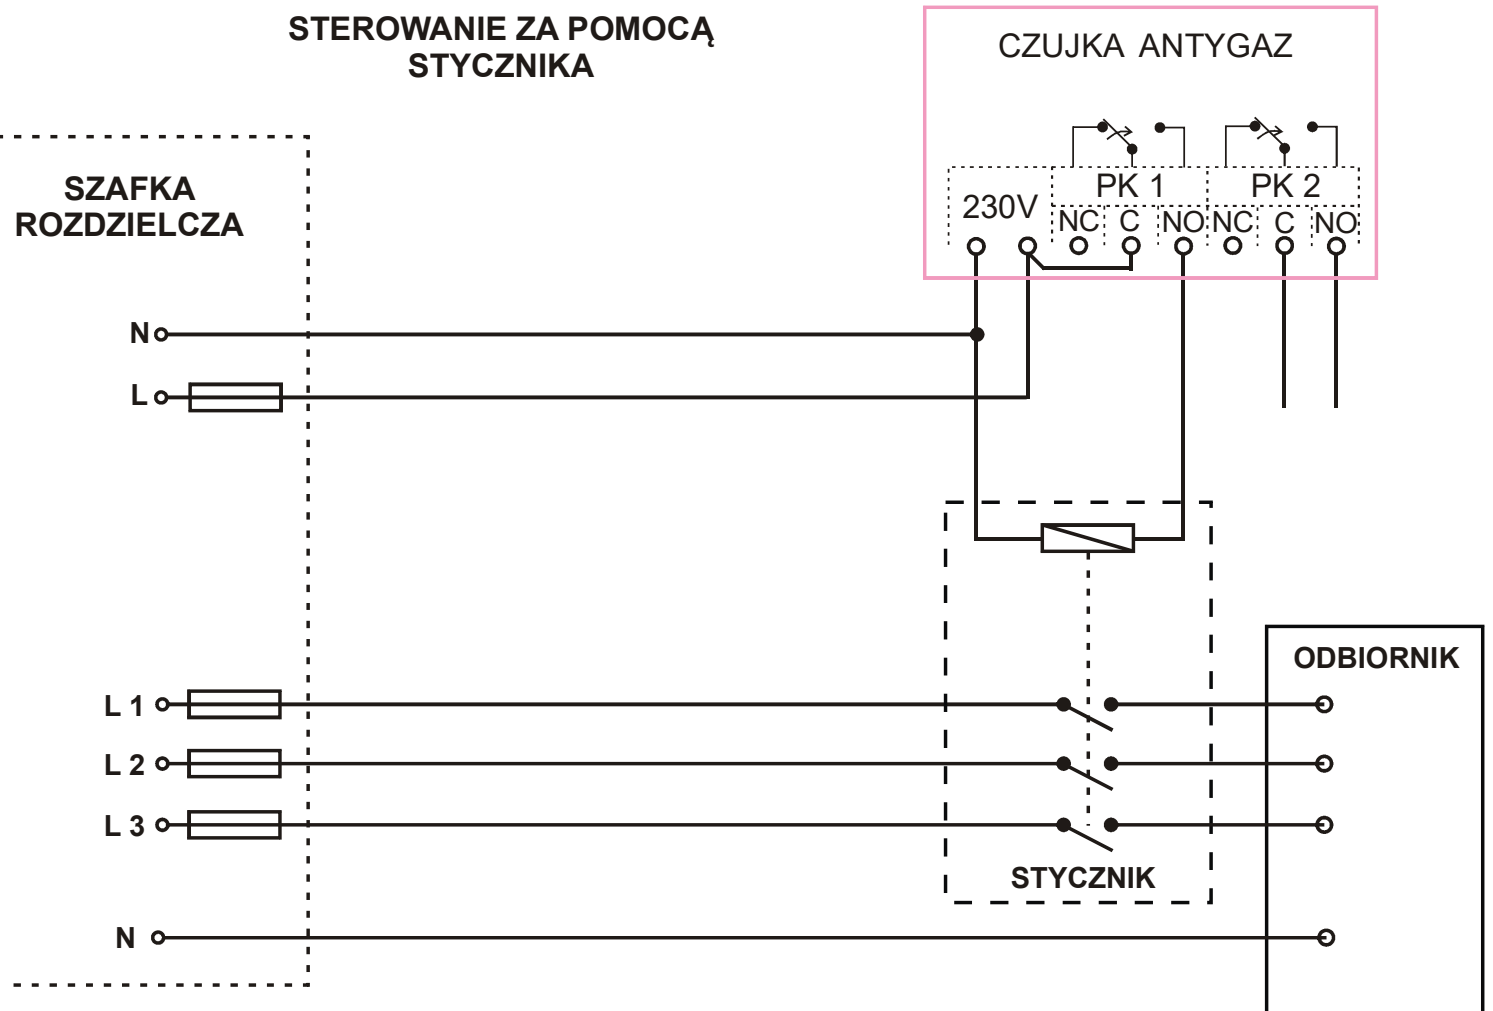 STEROWANIE ZA POMOCĄ
STYCZNIKA
CZUJKA ANTYGAZ
SZAFKA
ROZDZIELCZA
230V
PK 1
PK 2
NC C NO NC C NO
N
L
ODBIORNIK
L 1
L 2
L 3
STYCZNIK
N